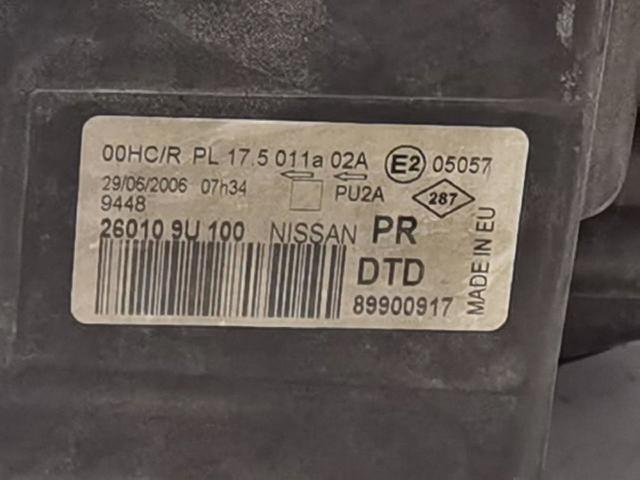 00HC/R PL 17.5 011a 02A E2 05057
29/06/2006 07h34 PU2A 287
9448
26010 9U 100 NISSAN PR
DTD
89900917
MADE IN EU